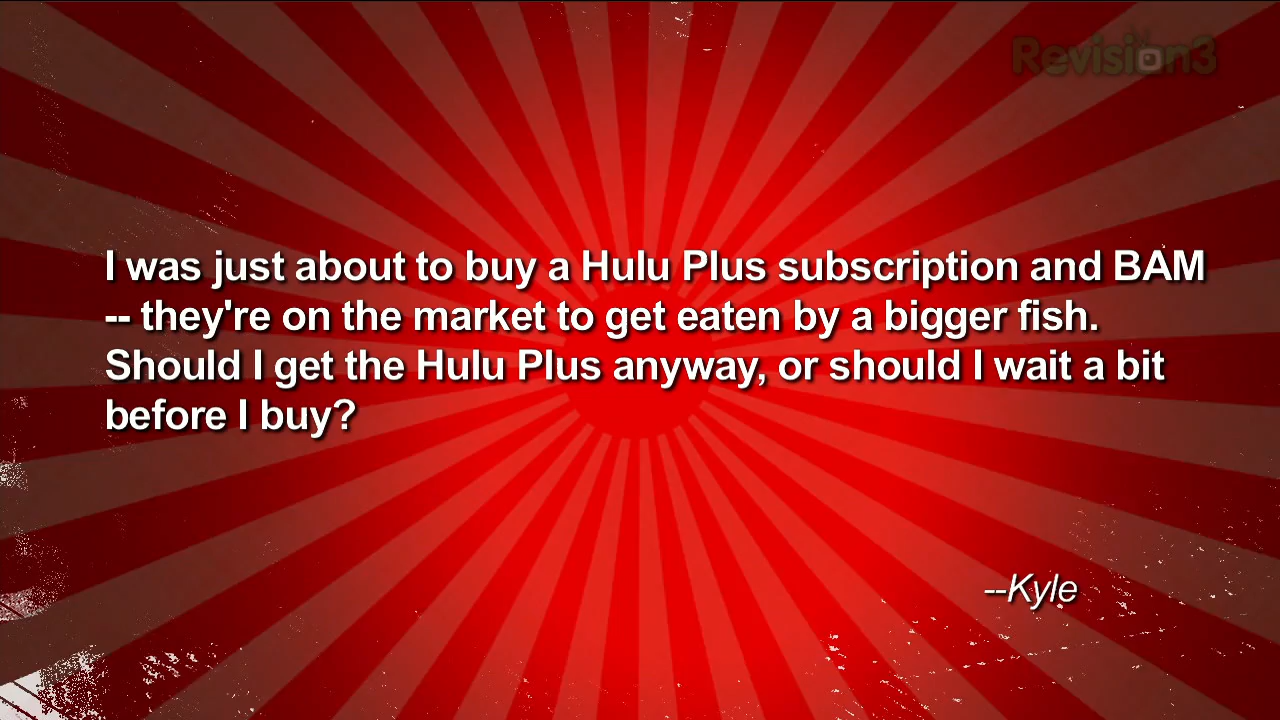 Revision3
I was just about to buy a Hulu Plus subscription and BAM
-- they're on the market to get eaten by a bigger fish.
Should I get the Hulu Plus anyway, or should I wait a bit
before I buy?
--Kyle